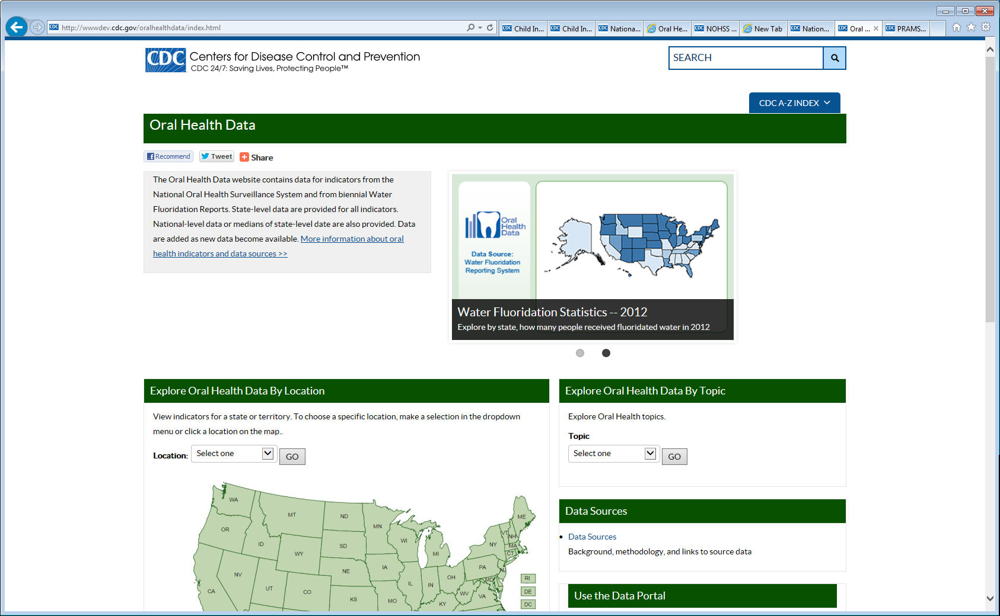 http://wwwdev.cdc.gov/oralhealthdata/index.html
CDC Child In...
CDC Child In...
CDC Nationa...
Oral He...
CDC NOHSS ...
New Tab
CDC Nation...
CDC Oral ...
CDC PRAMS...
CDC Centers for Disease Control and Prevention
CDC 24/7: Saving Lives, Protecting People™
SEARCH
CDC A-Z INDEX
Oral Health Data
Recommend
Tweet
Share
The Oral Health Data website contains data for indicators from the
National Oral Health Surveillance System and from biennial Water
Fluoridation Reports. State-level data are provided for all indicators.
National-level data or medians of state-level date are also provided. Data
are added as new data become available. More information about oral
health indicators and data sources >>
Oral
Health
Data
Data Source:
Water Fluoridation
Reporting System
Water Fluoridation Statistics -- 2012
Explore by state, how many people received fluoridated water in 2012
Explore Oral Health Data By Location
View indicators for a state or territory. To choose a specific location, make a selection in the dropdown
menu or click a location on the map..
Location: Select one GO
WA
MT
ND
MN
ME
OR
ID
SD
WI
VT
NH
WY
NY
MA
MI
CT
IA
NE
PA
NJ
NV
OH
RI
UT
CO
IL
IN
MD
CA
WV
VA
DE
KS
MO
KY
DC
Explore Oral Health Data By Topic
Explore Oral Health topics.
Topic
Select one GO
Data Sources
Data Sources
Background, methodology, and links to source data
Use the Data Portal